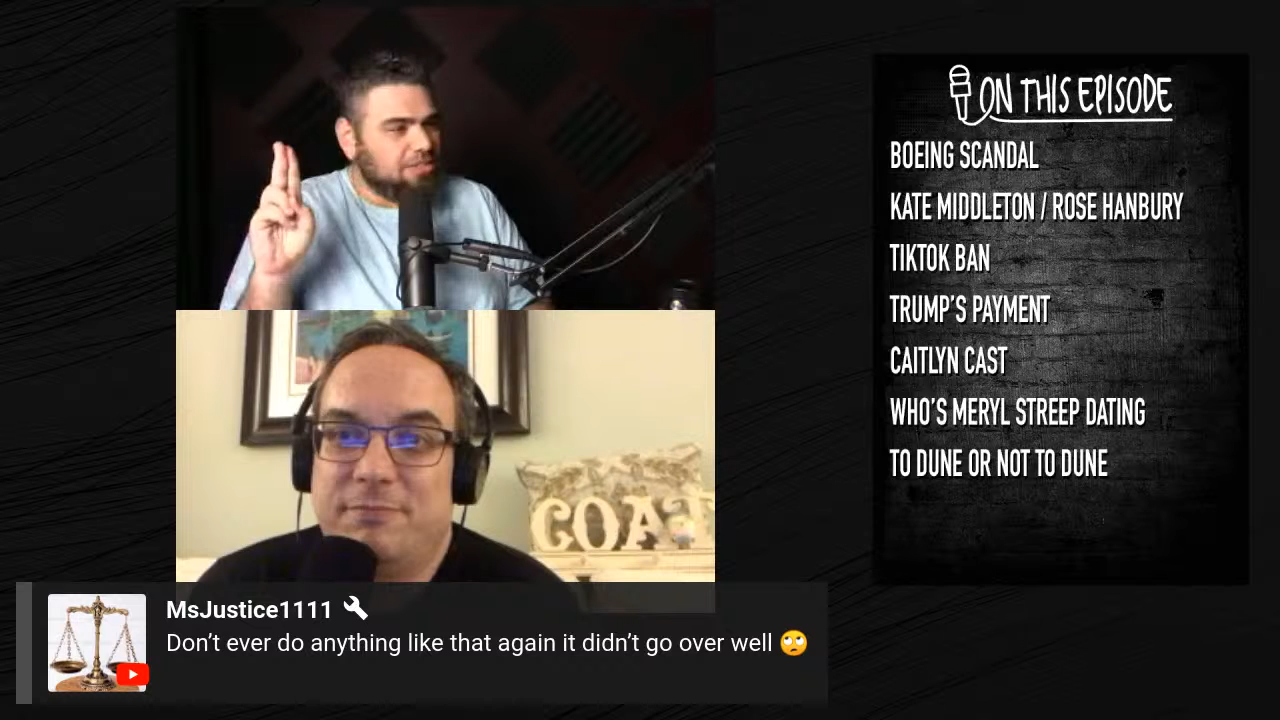 ON THIS EPISODE
BOEING SCANDAL
KATE MIDDLETON / ROSE HANBURY
TIKTOK BAN
TRUMP'S PAYMENT
CAITLYN CAST
WHO'S MERYL STREEP DATING
TO DUNE OR NOT TO DUNE
GOAT
MsJustice1111
Don’t ever do anything like that again it didn’t go over well 🙄